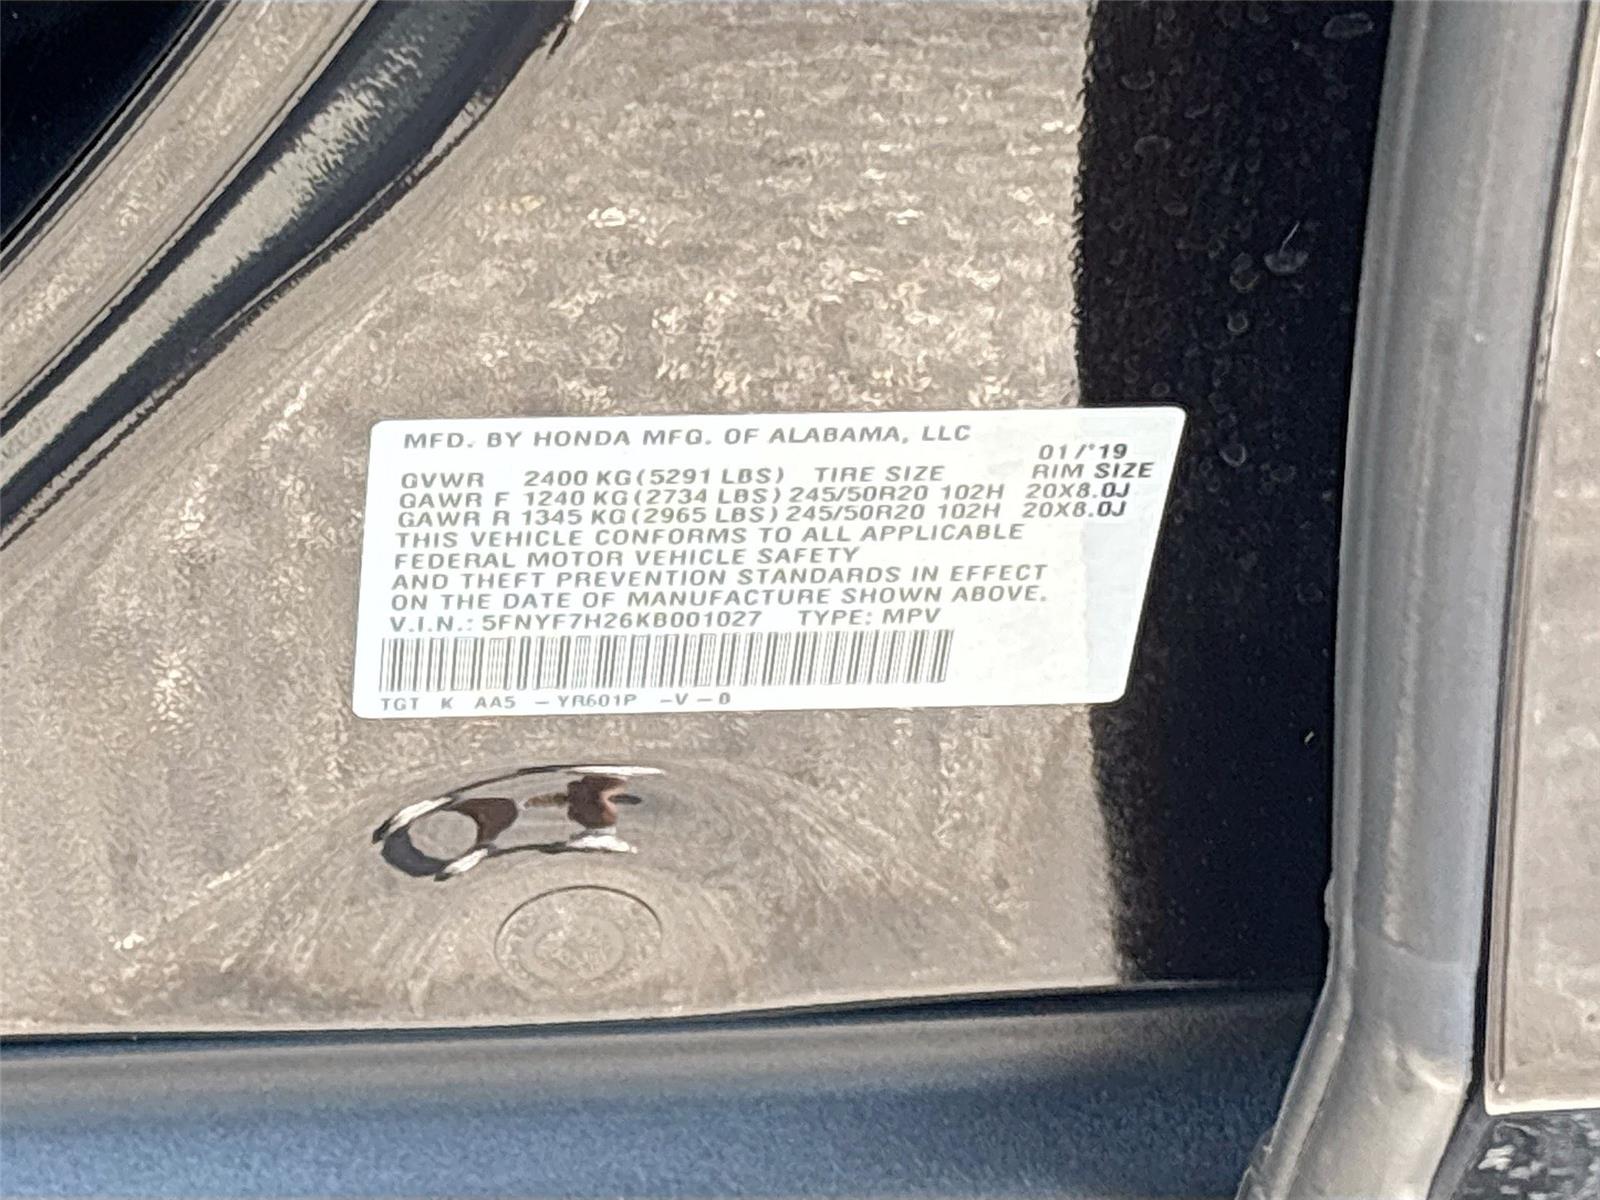 MFD. BY HONDA MFG. OF ALABAMA, LLC
01/'19
GVWR 2400 KG(5291 LBS) TIRE SIZE RIM SIZE
GAWR F 1240 KG(2734 LBS) 245/50R20 102H 20X8.0J
GAWR R 1345 KG(2965 LBS) 245/50R20 102H 20X8.0J
THIS VEHICLE CONFORMS TO ALL APPLICABLE
FEDERAL MOTOR VEHICLE SAFETY
AND THEFT PREVENTION STANDARDS IN EFFECT
ON THE DATE OF MANUFACTURE SHOWN ABOVE.
V.I.N.: 5FNYF7H26KB001027 TYPE: MPV
TGT K AA5 -YR601P -V-0